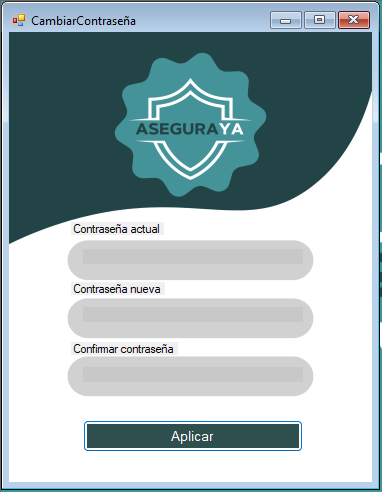 CambiarContraseña
ASEGURAYA
Contraseña actual
Contraseña nueva
Confirmar contraseña
Aplicar